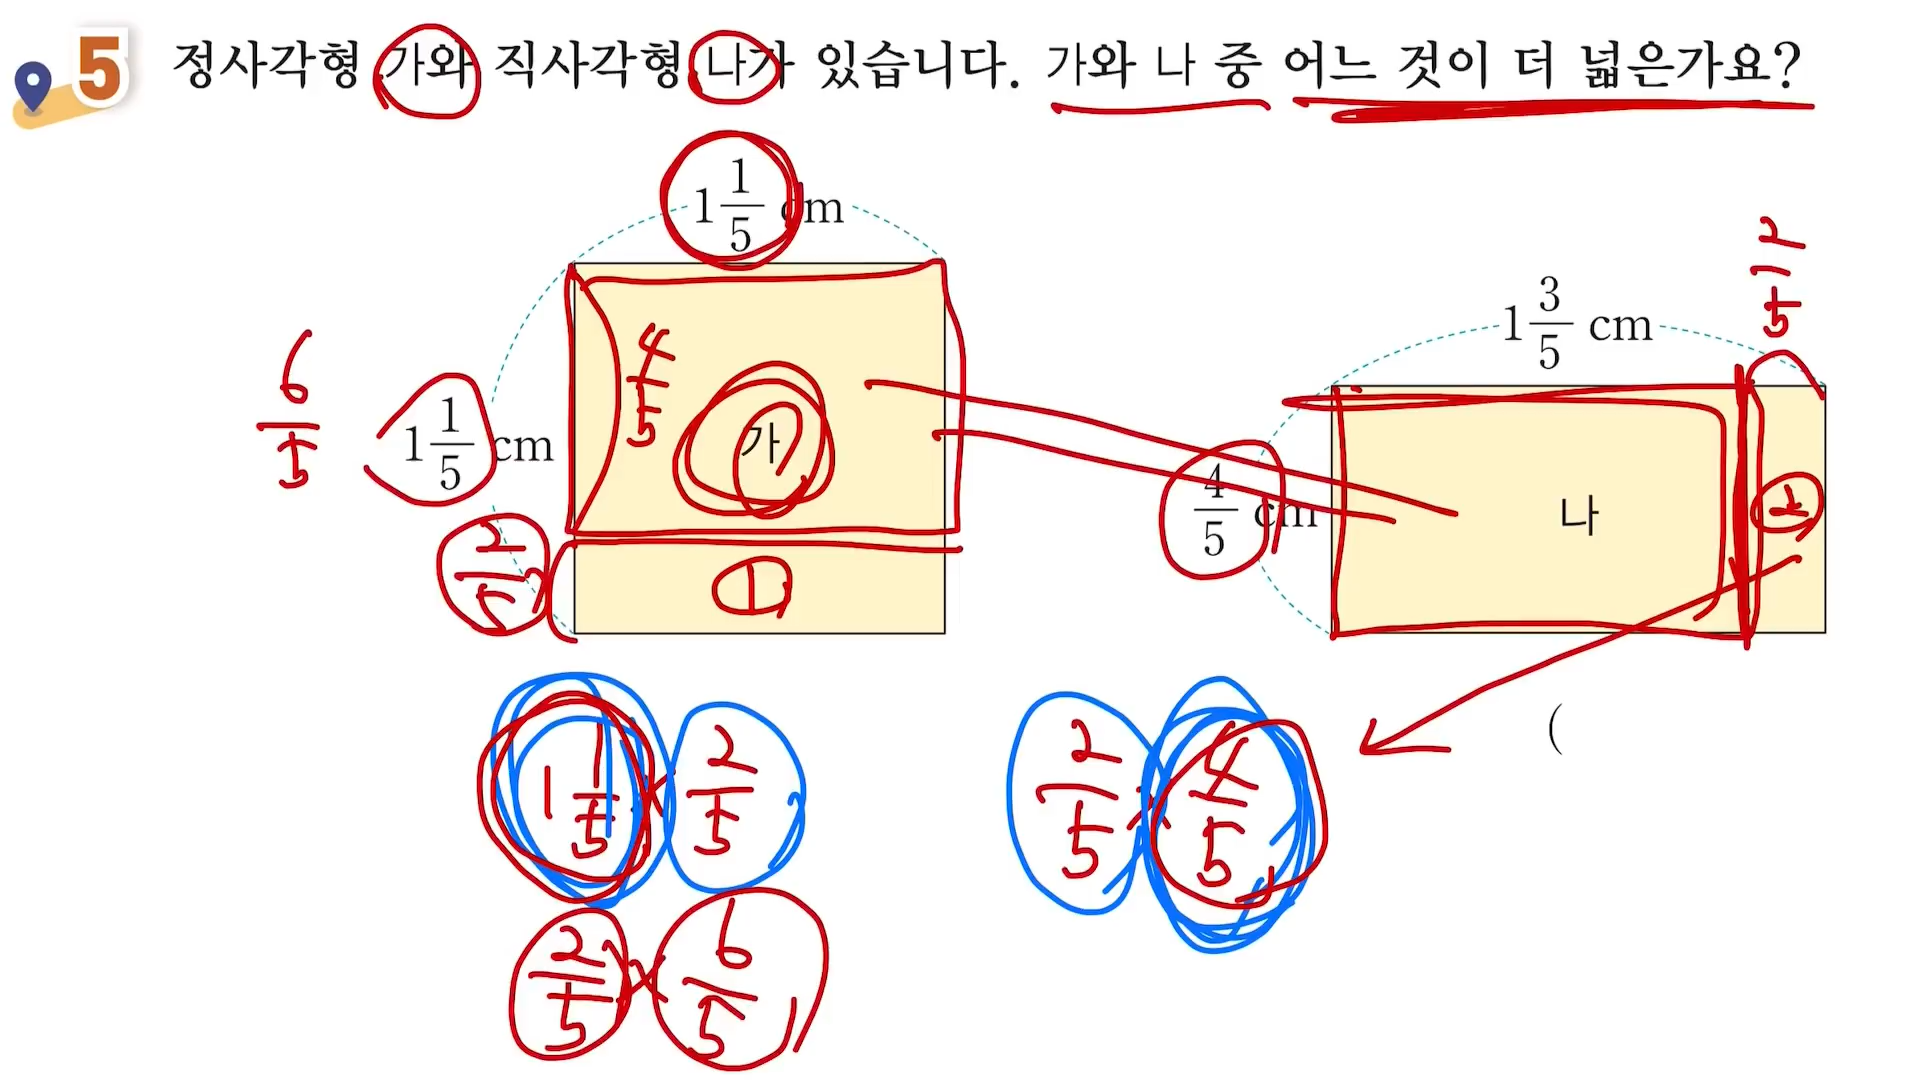 5 정사각형 가와 직사각형 나가 있습니다. 가와 나 중 어느 것이 더 넓은가요?
1 1/5 cm
2/5
1 3/5 cm
6/5
1 1/5 cm
4/5
가
4/5 cm
나
②
2/5
①
(
1 1/5 × 2/5
2/5 × 4/5
2/5 × 6/5